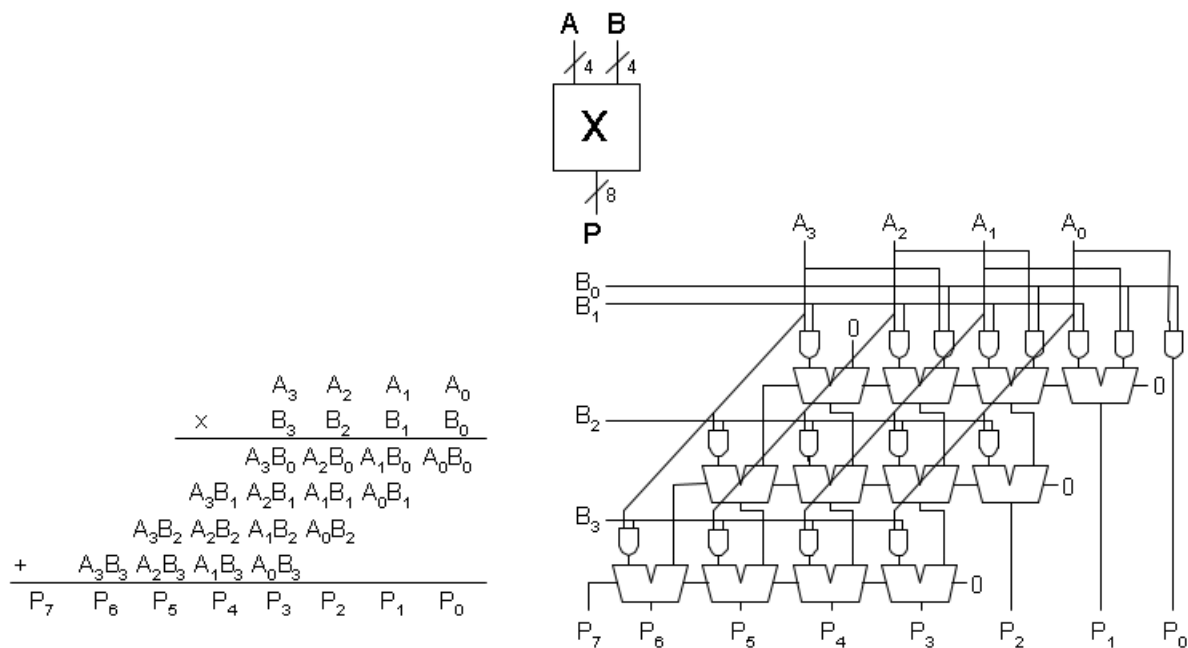 A B
4 4
X
8
P
A₃ A₂ A₁ A₀
B₀
B₁
0
0
B₂
0
B₃
0
P₇ P₆ P₅ P₄ P₃ P₂ P₁ P₀
A₃ A₂ A₁ A₀
× B₃ B₂ B₁ B₀
A₃B₀ A₂B₀ A₁B₀ A₀B₀
A₃B₁ A₂B₁ A₁B₁ A₀B₁
A₃B₂ A₂B₂ A₁B₂ A₀B₂
+ A₃B₃ A₂B₃ A₁B₃ A₀B₃
P₇ P₆ P₅ P₄ P₃ P₂ P₁ P₀